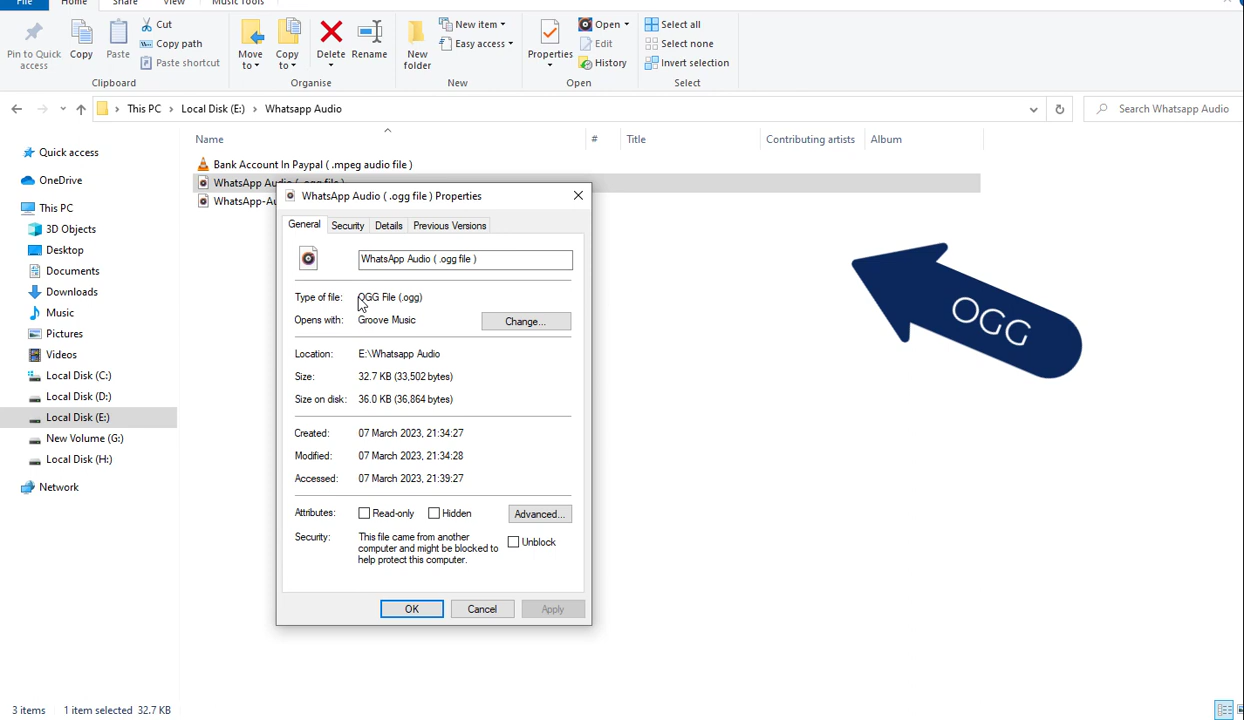 File Home Share View Music Tools
Pin to Quick access
Copy
Paste
Cut
Copy path
Paste shortcut
Clipboard
Move to
Copy to
Delete
Rename
Organise
New folder
New item
Easy access
New
Properties
Open
Edit
History
Open
Select all
Select none
Invert selection
Select
This PC > Local Disk (E:) > Whatsapp Audio
Search Whatsapp Audio
Name # Title Contributing artists Album
Quick access
OneDrive
This PC
3D Objects
Desktop
Documents
Downloads
Music
Pictures
Videos
Local Disk (C:)
Local Disk (D:)
Local Disk (E:)
New Volume (G:)
Local Disk (H:)
Network
Bank Account In Paypal ( .mpeg audio file )
WhatsApp Audio ( .ogg file )
WhatsApp-Au
WhatsApp Audio ( .ogg file ) Properties
General Security Details Previous Versions
WhatsApp Audio ( .ogg file )
Type of file: OGG File (.ogg)
Opens with: Groove Music Change...
Location: E:\Whatsapp Audio
Size: 32.7 KB (33,502 bytes)
Size on disk: 36.0 KB (36,864 bytes)
Created: 07 March 2023, 21:34:27
Modified: 07 March 2023, 21:34:28
Accessed: 07 March 2023, 21:39:27
Attributes: Read-only Hidden Advanced...
Security: This file came from another
computer and might be blocked to
help protect this computer.
Unblock
OK Cancel Apply
OGG
3 items 1 item selected 32.7 KB